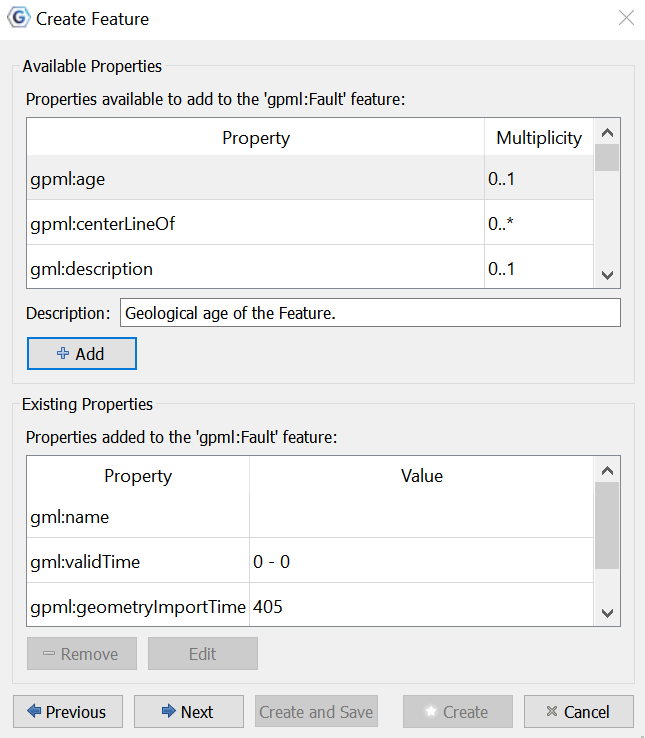 Create Feature
Available Properties
Properties available to add to the 'gpml:Fault' feature:
Property Multiplicity
gpml:age 0..1
gpml:centerLineOf 0..*
gml:description 0..1
Description: Geological age of the Feature.
Add
Existing Properties
Properties added to the 'gpml:Fault' feature:
Property Value
gml:name
gml:validTime 0 - 0
gpml:geometryImportTime 405
Remove Edit
Previous Next Create and Save Create Cancel